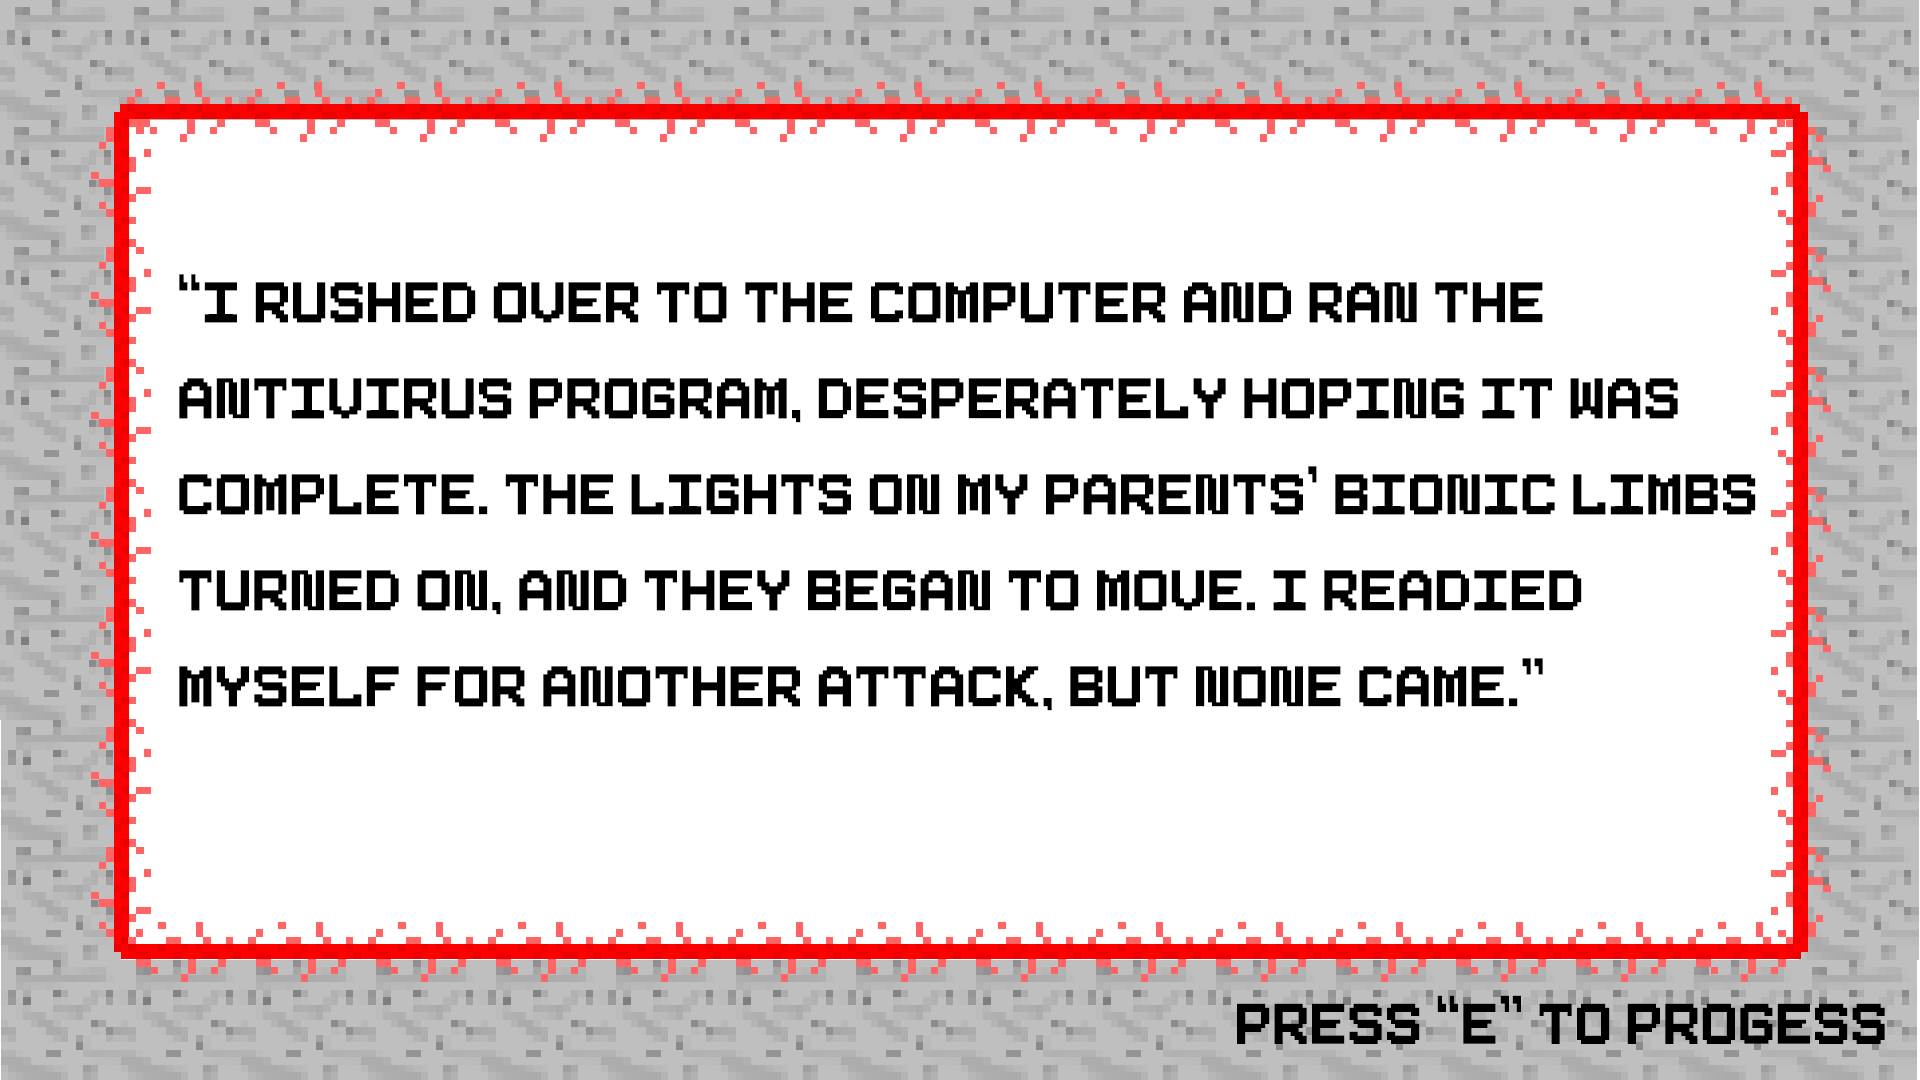 “I RUSHED OVER TO THE COMPUTER AND RAN THE
ANTIVIRUS PROGRAM, DESPERATELY HOPING IT WAS
COMPLETE. THE LIGHTS ON MY PARENTS’ BIONIC LIMBS
TURNED ON, AND THEY BEGAN TO MOVE. I READIED
MYSELF FOR ANOTHER ATTACK, BUT NONE CAME.”
PRESS “E” TO PROGESS